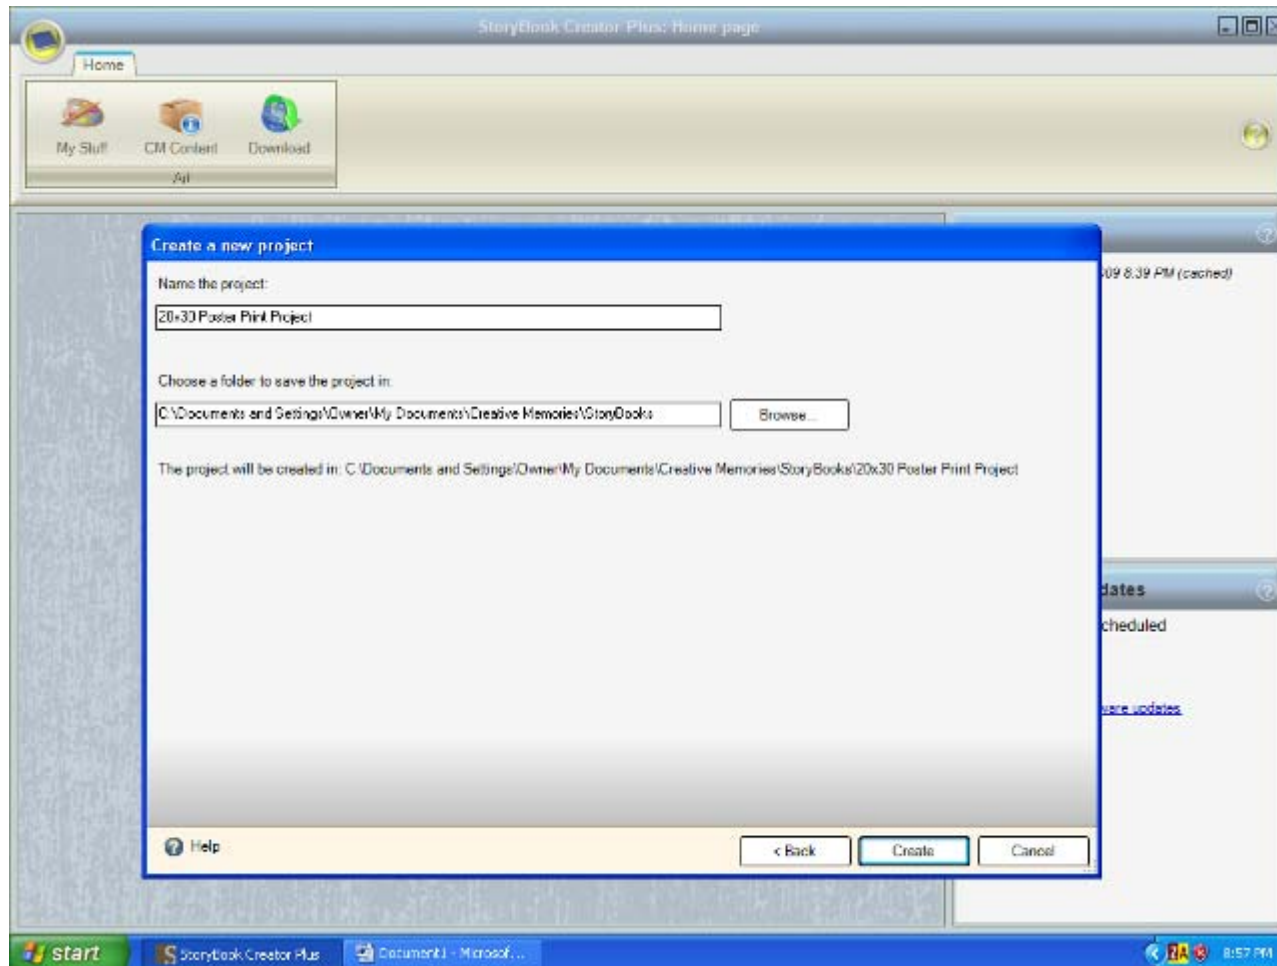 StoryBook Creator Plus: Home page
Home
My Stuff
CM Content
Download
Art
Create a new project
Name the project:
20x30 Poster Print Project
Choose a folder to save the project in:
C:\Documents and Settings\Owner\My Documents\Creative Memories\StoryBooks
Browse...
The project will be created in: C:\Documents and Settings\Owner\My Documents\Creative Memories\StoryBooks\20x30 Poster Print Project
09 8:39 PM (cached)
dates
cheduled
ware updates
Help
< Back
Create
Cancel
start
StoryBook Creator Plus
Document1 - Microsof...
8:57 PM